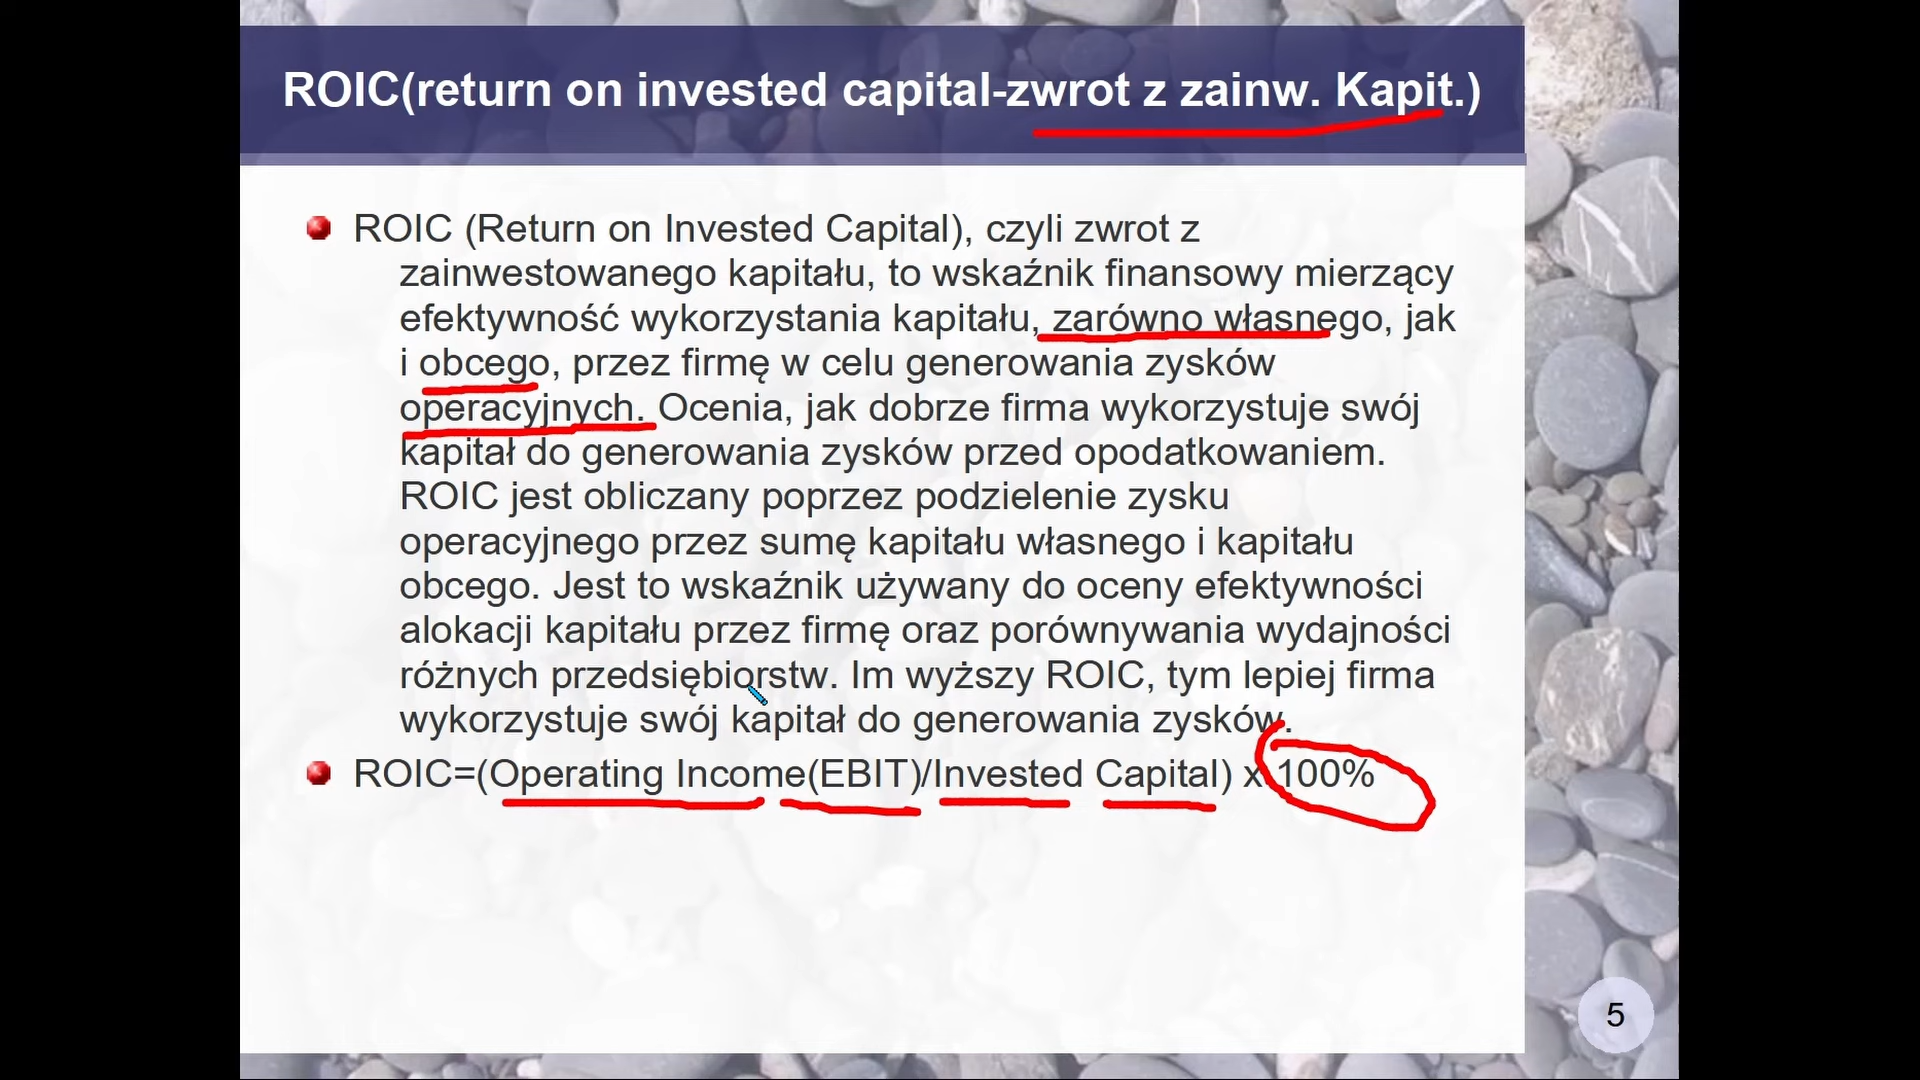 ROIC(return on invested capital-zwrot z zainw. Kapit.)
ROIC (Return on Invested Capital), czyli zwrot z
zainwestowanego kapitału, to wskaźnik finansowy mierzący
efektywność wykorzystania kapitału, zarówno własnego, jak
i obcego, przez firmę w celu generowania zysków
operacyjnych. Ocenia, jak dobrze firma wykorzystuje swój
kapitał do generowania zysków przed opodatkowaniem.
ROIC jest obliczany poprzez podzielenie zysku
operacyjnego przez sumę kapitału własnego i kapitału
obcego. Jest to wskaźnik używany do oceny efektywności
alokacji kapitału przez firmę oraz porównywania wydajności
różnych przedsiębiorstw. Im wyższy ROIC, tym lepiej firma
wykorzystuje swój kapitał do generowania zysków.
ROIC=(Operating Income(EBIT)/Invested Capital) x 100%
5